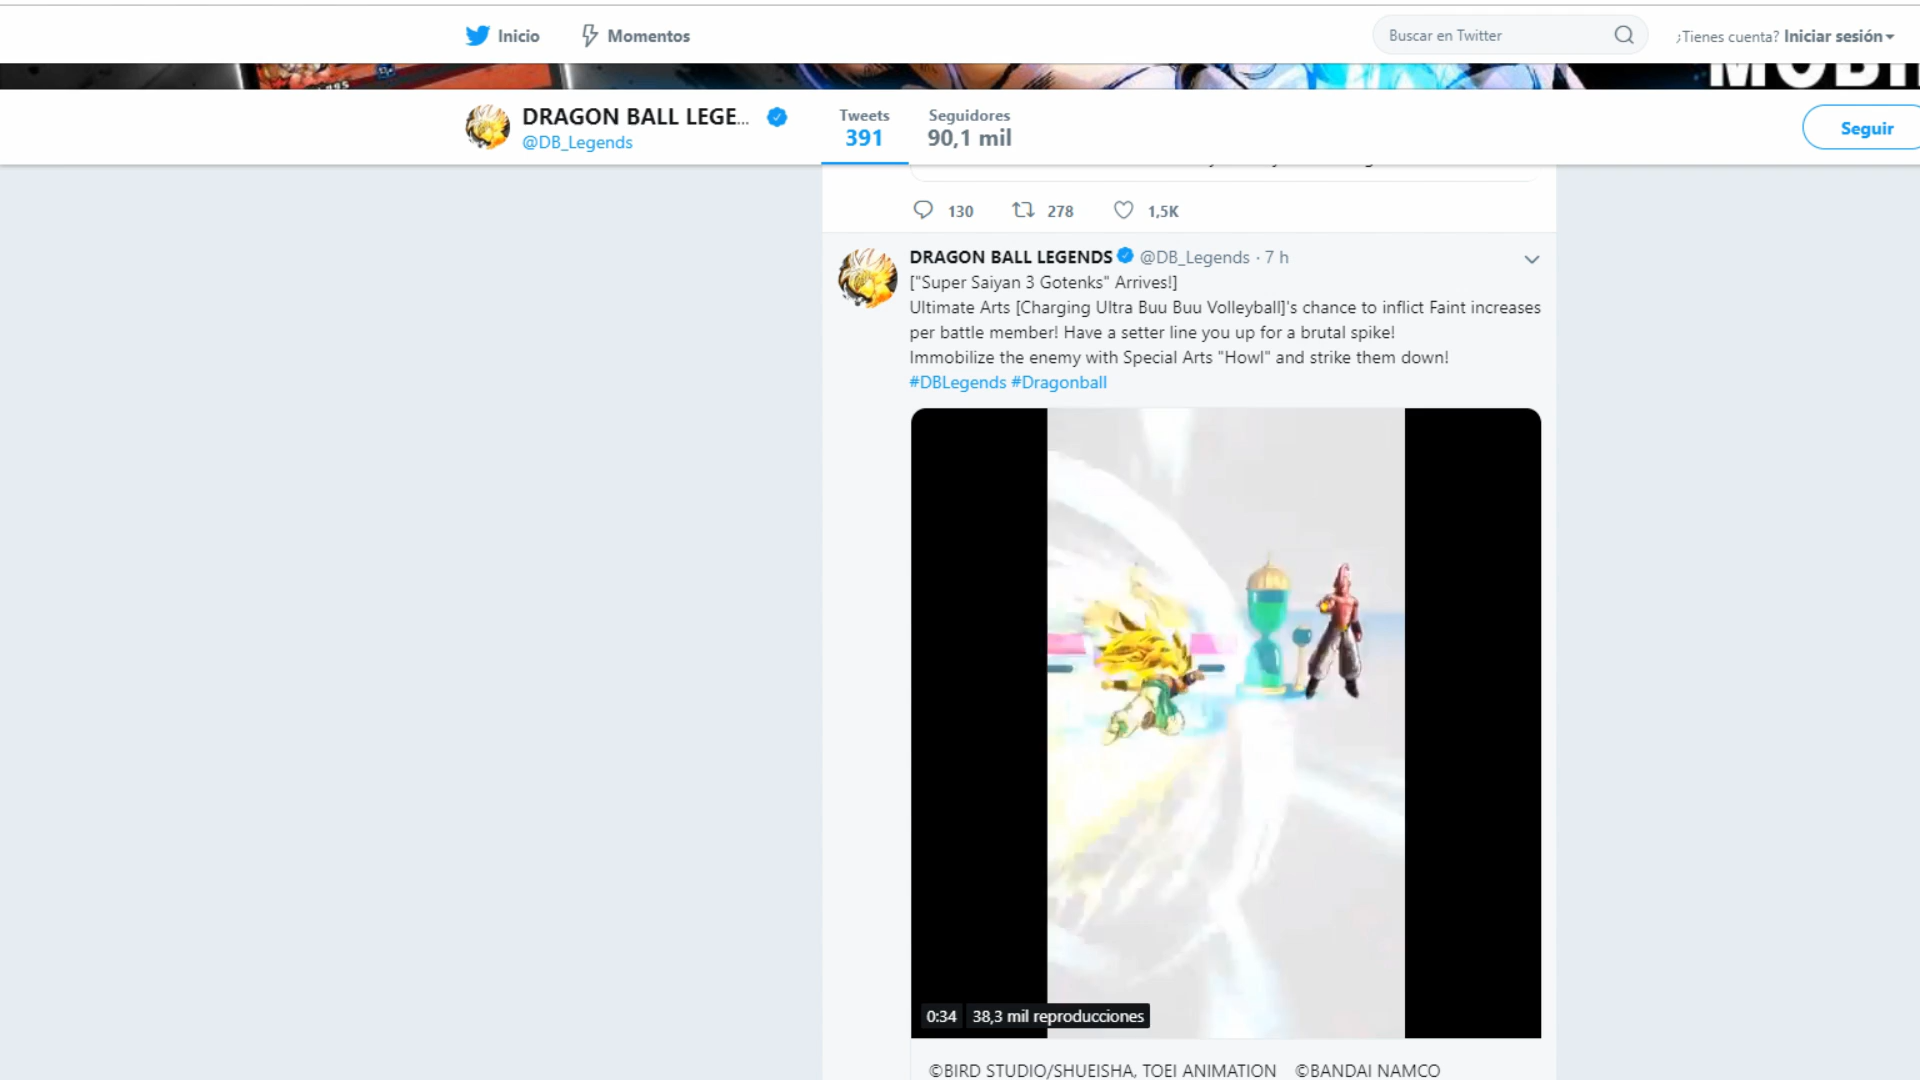 Inicio Momentos Buscar en Twitter ¿Tienes cuenta? Iniciar sesión
DRAGON BALL LEGE... Tweets Seguidores
@DB_Legends 391 90,1 mil Seguir
130 278 1,5K
DRAGON BALL LEGENDS @DB_Legends · 7 h
["Super Saiyan 3 Gotenks" Arrives!]
Ultimate Arts [Charging Ultra Buu Buu Volleyball]'s chance to inflict Faint increases
per battle member! Have a setter line you up for a brutal spike!
Immobilize the enemy with Special Arts "Howl" and strike them down!
#DBLegends #Dragonball
0:34 38,3 mil reproducciones
©BIRD STUDIO/SHUEISHA, TOEI ANIMATION ©BANDAI NAMCO